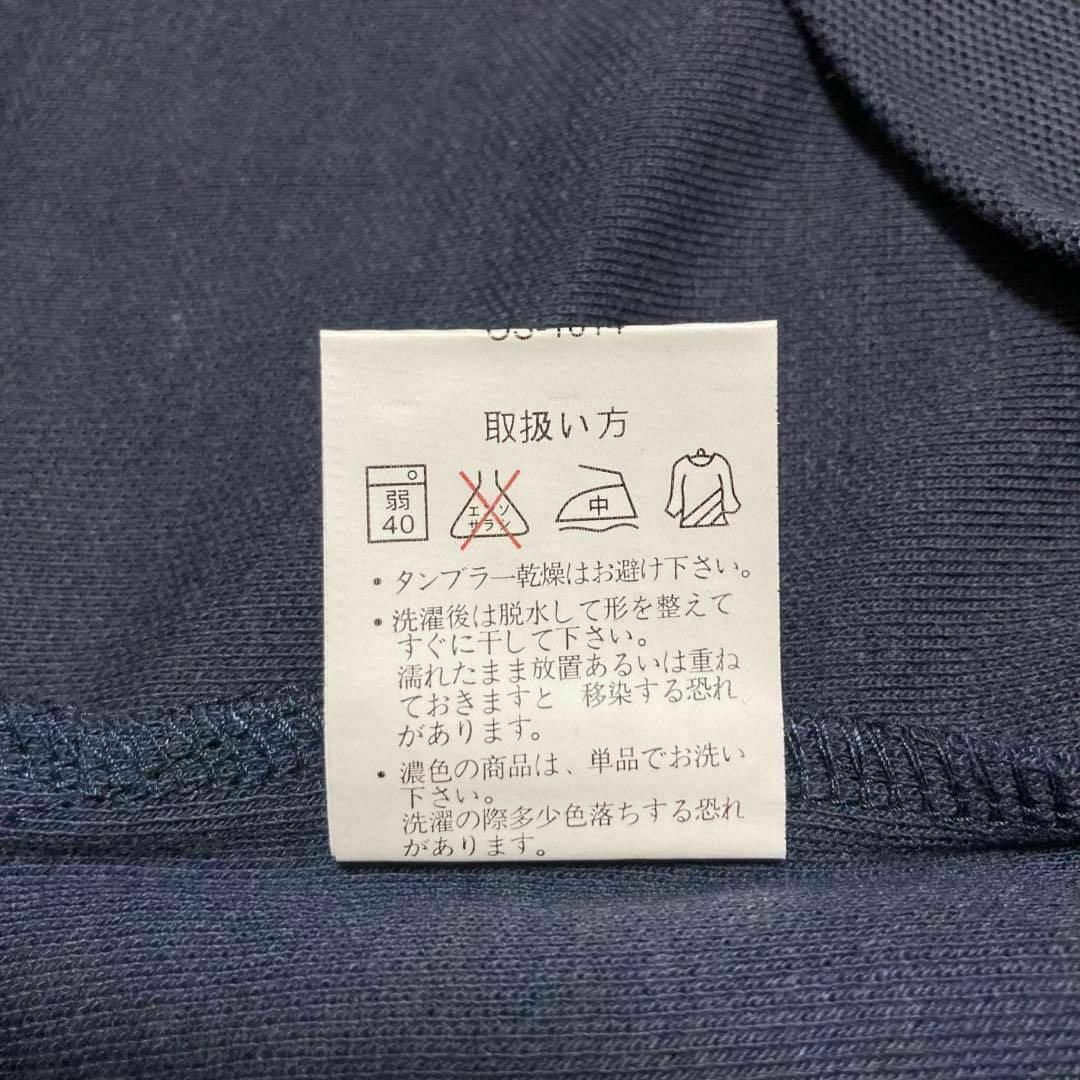 取扱い方
弱
40
エンソ
サラシ
中
・タンブラー乾燥はお避け下さい。
・洗濯後は脱水して形を整えて
すぐに干して下さい。
濡れたまま放置あるいは重ね
ておきますと 移染する恐れ
があります。
・濃色の商品は、単品でお洗い
下さい。
洗濯の際多少色落ちする恐れ
があります。